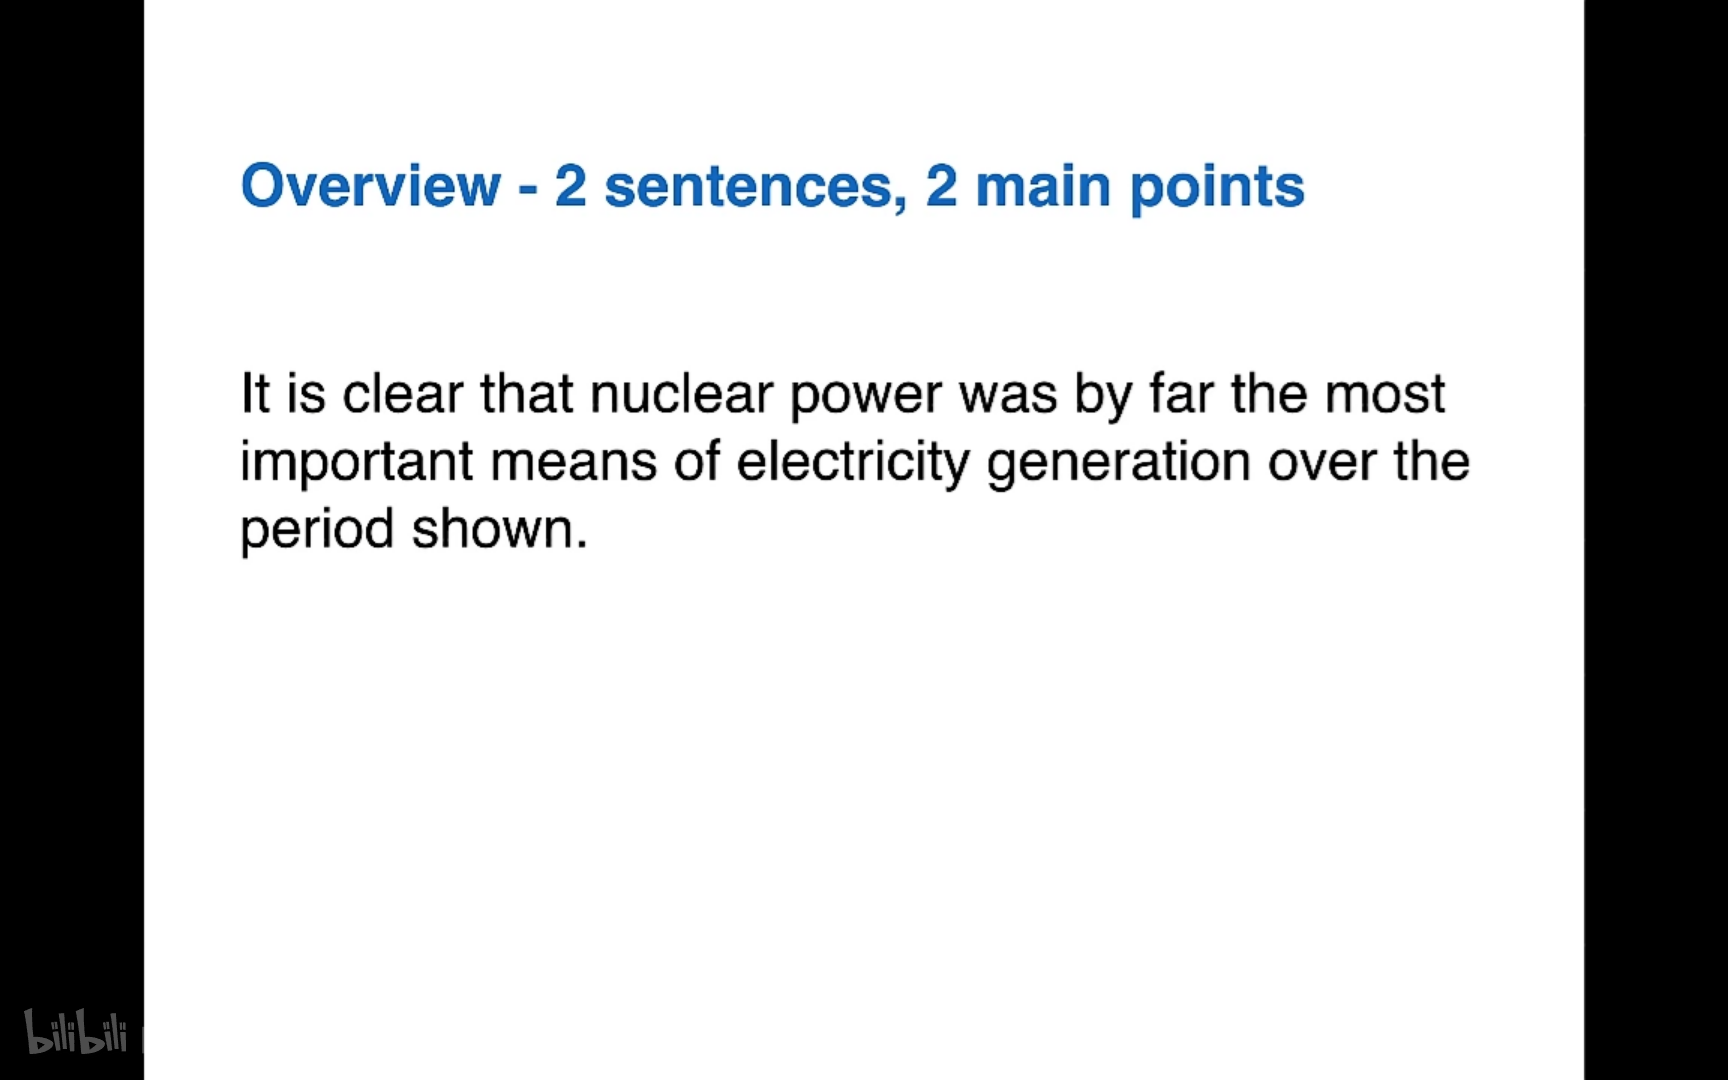 Overview - 2 sentences, 2 main points
It is clear that nuclear power was by far the most
important means of electricity generation over the
period shown.
bilibili